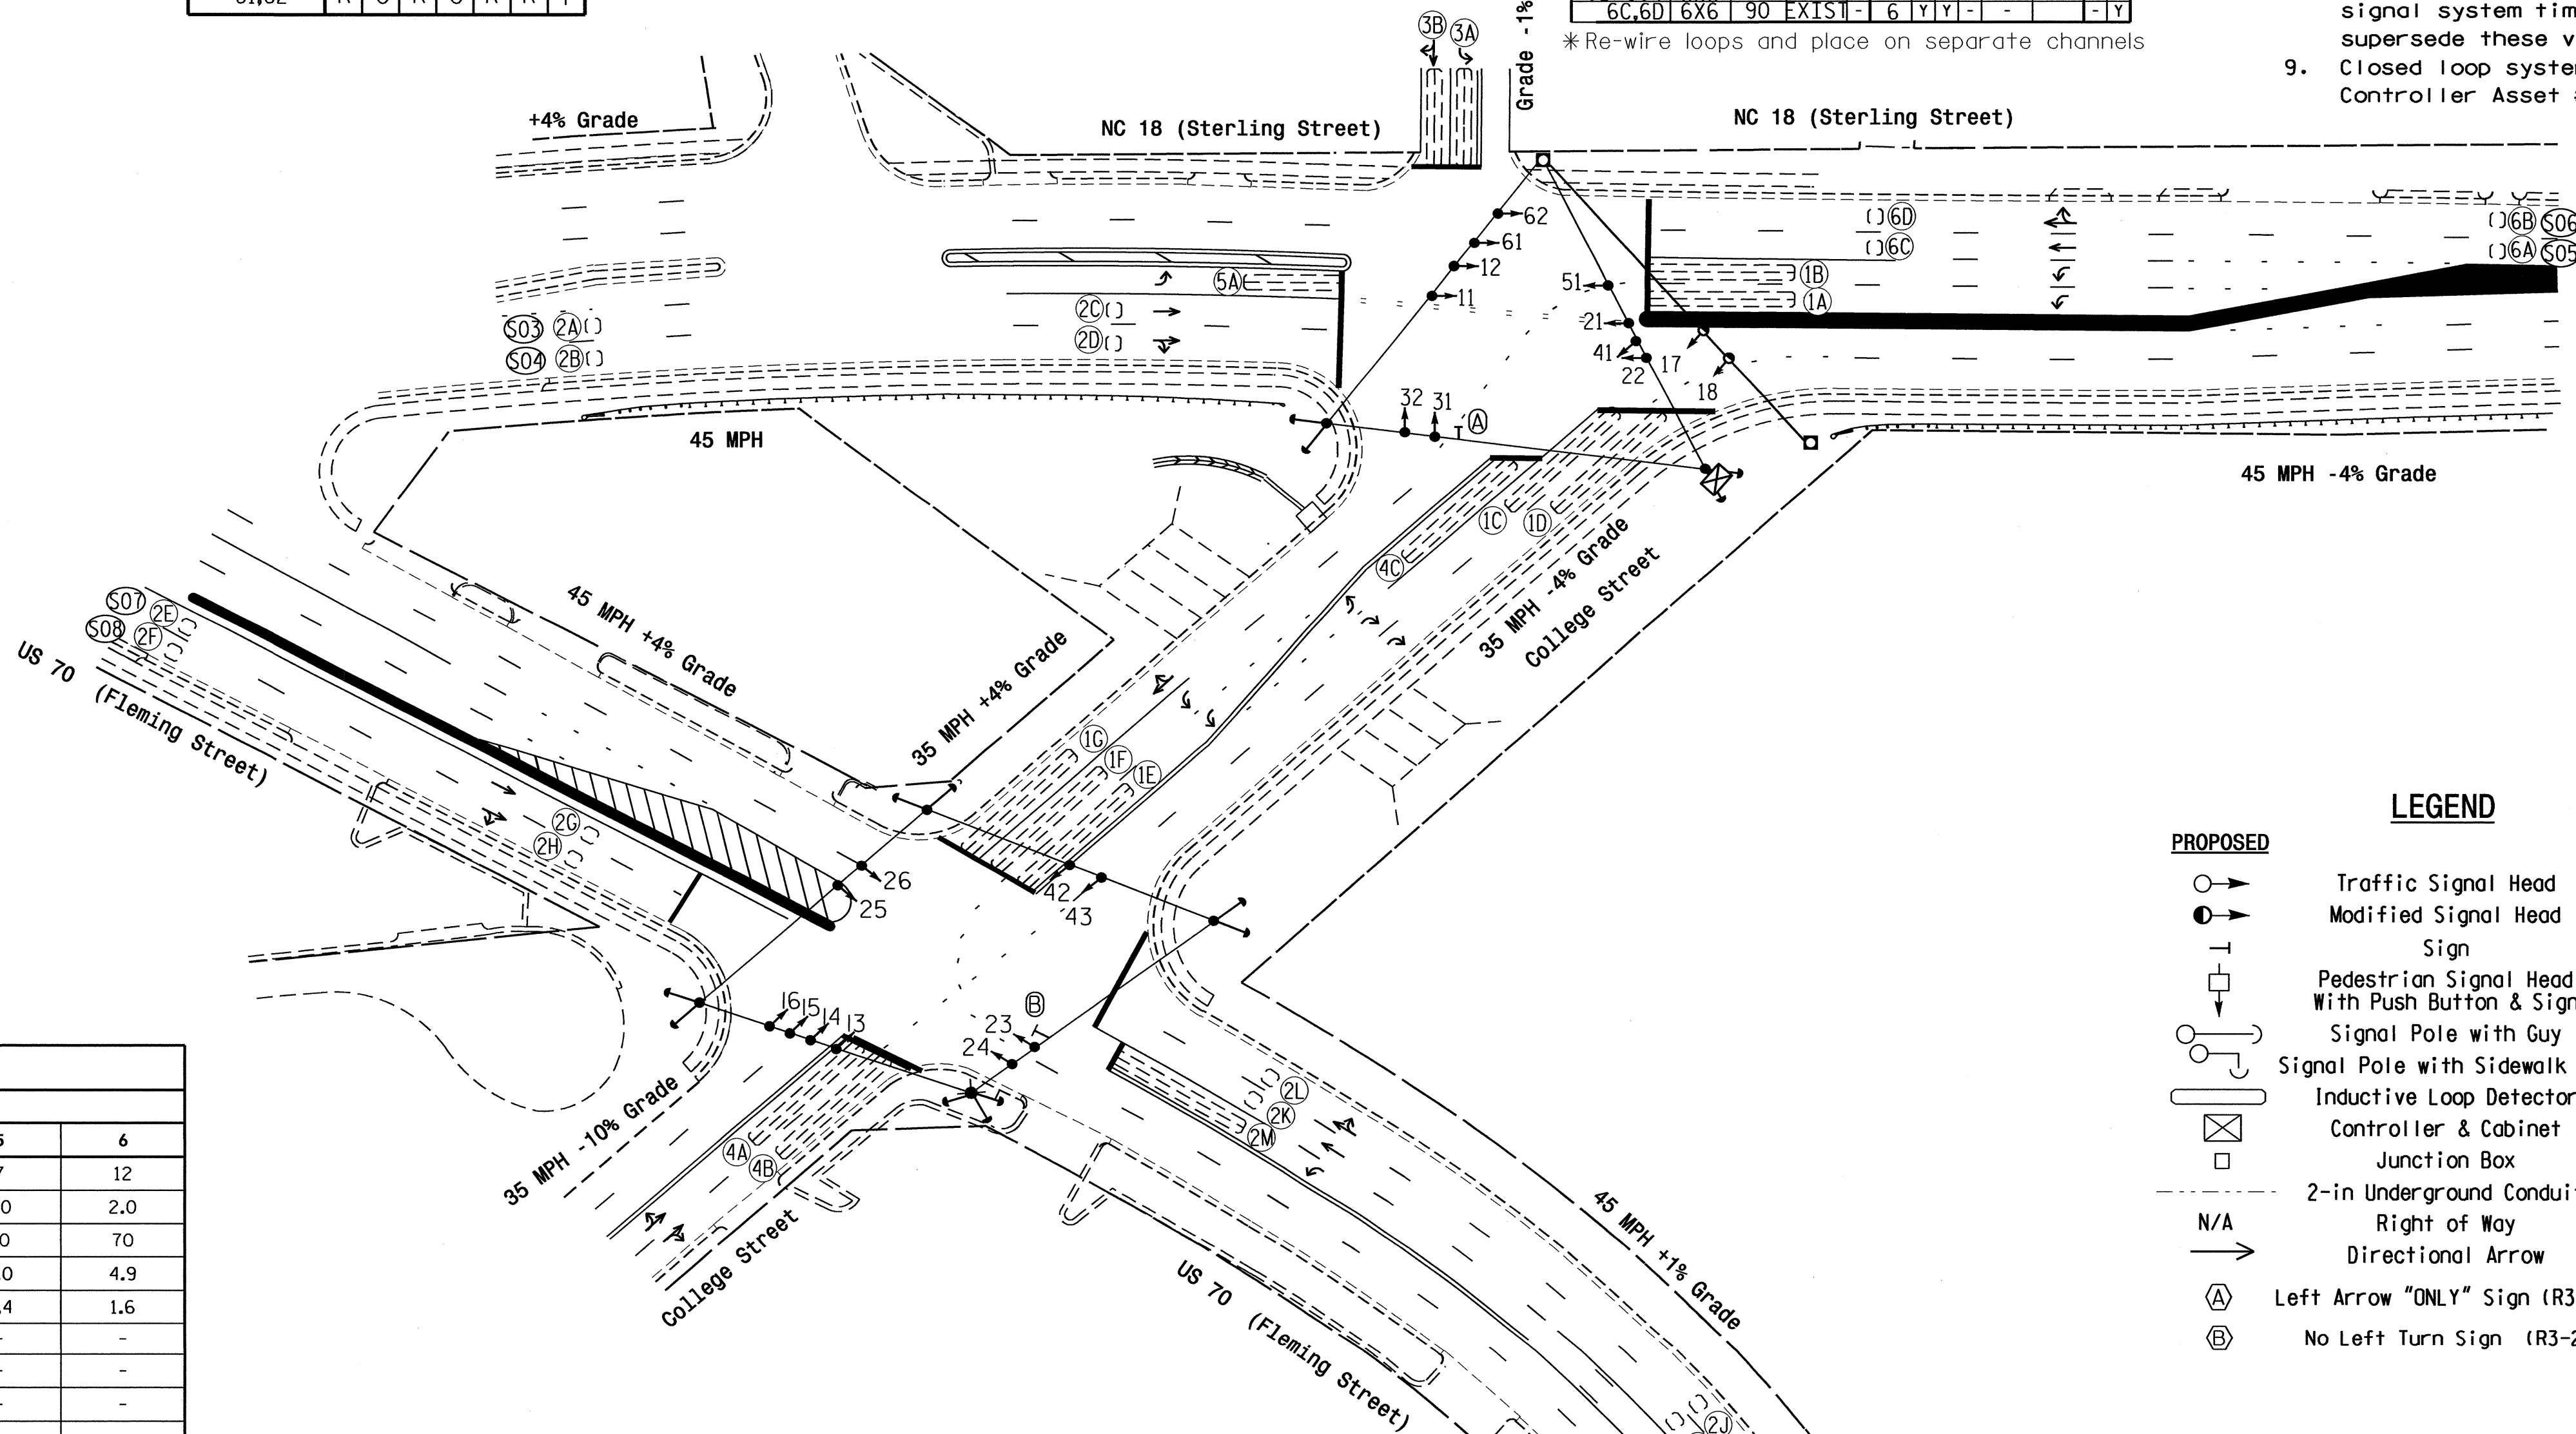 6C,6D 6X6 90 EXIST - 6 Y Y - - - Y
*Re-wire loops and place on separate channels
signal system tim
supersede these v
9. Closed loop syste
Controller Asset
Grade -1%
3B 3A
+4% Grade
NC 18 (Sterling Street)
NC 18 (Sterling Street)
62
61
12
11
51
21
41
22
17
18
6D
6C
1B
1A
6B S06
6A S05
5A
2C
2D
S03 2A
S04 2B
32 31 A
45 MPH
45 MPH -4% Grade
1C 1D
4C
35 MPH -4% Grade
College Street
S07 2E
S08 2F
US 70 (Fleming Street)
45 MPH +4% Grade
35 MPH +4% Grade
1G
1F
1E
2G
2H
26
25
42
43
16 15 14 13
B
23
24
2L
2K
2M
4A
4B
35 MPH -10% Grade
College Street
US 70 (Fleming Street)
45 MPH +1% Grade
2J
6
12
2.0
70
4.9
1.6
-
-
-
LEGEND
PROPOSED
Traffic Signal Head
Modified Signal Head
Sign
Pedestrian Signal Head
With Push Button & Sign
Signal Pole with Guy
Signal Pole with Sidewalk
Inductive Loop Detector
Controller & Cabinet
Junction Box
2-in Underground Condui
N/A Right of Way
Directional Arrow
A Left Arrow "ONLY" Sign (R3
B No Left Turn Sign (R3-2